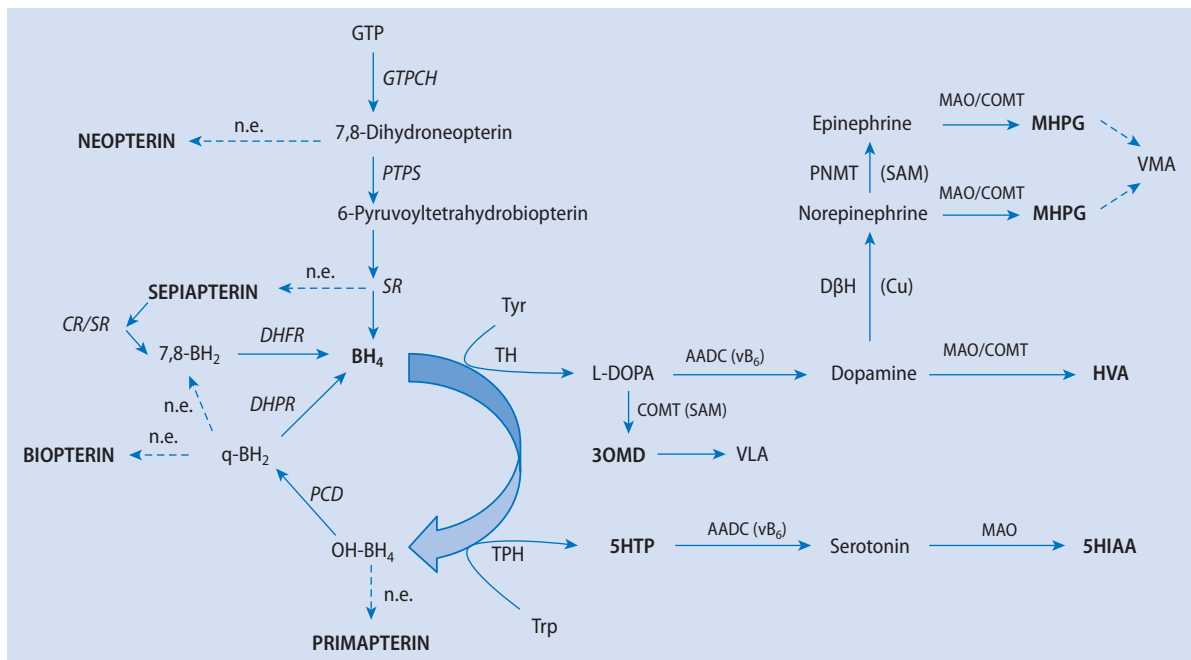 GTP
GTPCH
MAO/COMT
Epinephrine
MHPG
n.e.
NEOPTERIN
7,8-Dihydroneopterin
PNMT (SAM)
VMA
PTPS
MAO/COMT
6-Pyruvoyltetrahydrobiopterin
Norepinephrine
MHPG
n.e.
SEPIAPTERIN
SR
DβH (Cu)
Tyr
CR/SR
DHFR
7,8-BH₂
BH₄
TH
AADC (vB₆)
MAO/COMT
L-DOPA
Dopamine
HVA
n.e.
DHPR
COMT (SAM)
n.e.
BIOPTERIN
q-BH₂
3OMD
VLA
PCD
OH-BH₄
TPH
5HTP
AADC (vB₆)
Serotonin
MAO
5HIAA
n.e.
Trp
PRIMAPTERIN